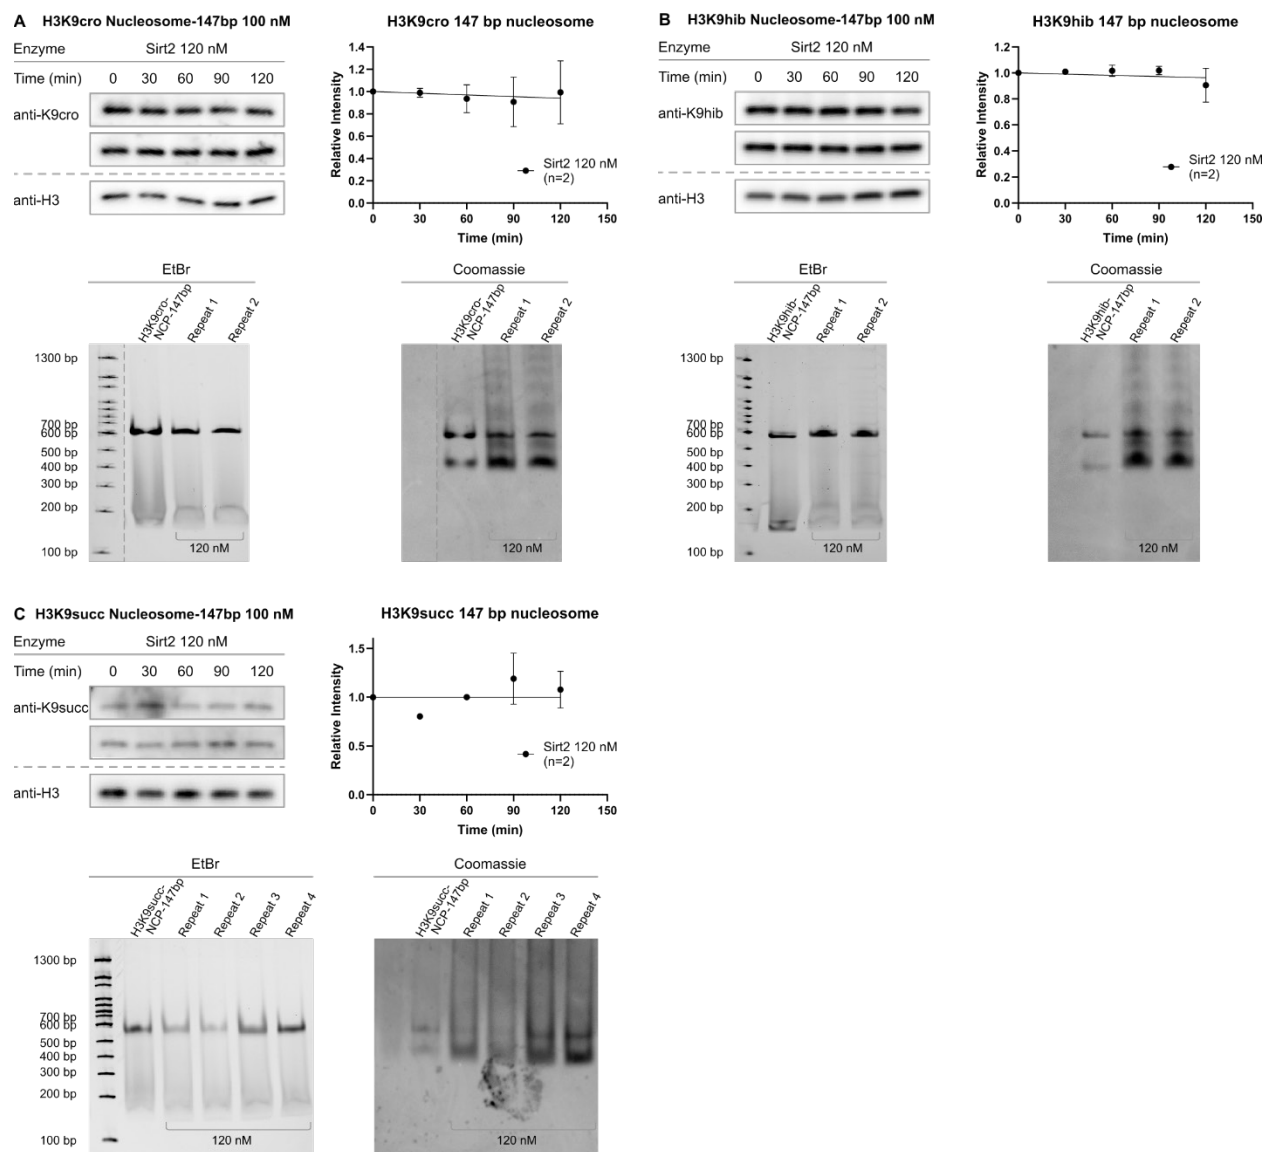 A H3K9cro Nucleosome-147bp 100 nM
Enzyme Sirt2 120 nM
Time (min) 0 30 60 90 120
anti-K9cro
anti-H3
H3K9cro 147 bp nucleosome
Relative Intensity
1.4
1.2
1.0
0.8
0.6
0.4
0.2
0.0
0 30 60 90 120 150
Time (min)
Sirt2 120 nM
(n=2)
EtBr
H3K9cro-
NCP-147bp
Repeat 1
Repeat 2
1300 bp
700 bp
600 bp
500 bp
400 bp
300 bp
200 bp
100 bp
120 nM
Coomassie
H3K9cro-
NCP-147bp
Repeat 1
Repeat 2
120 nM
B H3K9hib Nucleosome-147bp 100 nM
Enzyme Sirt2 120 nM
Time (min) 0 30 60 90 120
anti-K9hib
anti-H3
H3K9hib 147 bp nucleosome
Relative Intensity
1.2
1.0
0.8
0.6
0.4
0.2
0.0
0 30 60 90 120 150
Time (min)
Sirt2 120 nM
(n=2)
EtBr
H3K9hib-
NCP-147bp
Repeat 1
Repeat 2
1300 bp
700 bp
600 bp
500 bp
400 bp
300 bp
200 bp
100 bp
120 nM
Coomassie
H3K9hib-
NCP-147bp
Repeat 1
Repeat 2
120 nM
C H3K9succ Nucleosome-147bp 100 nM
Enzyme Sirt2 120 nM
Time (min) 0 30 60 90 120
anti-K9succ
anti-H3
H3K9succ 147 bp nucleosome
Relative Intensity
1.5
1.0
0.5
0.0
0 30 60 90 120 150
Time (min)
Sirt2 120 nM
(n=2)
EtBr
H3K9succ-
NCP-147bp
Repeat 1
Repeat 2
Repeat 3
Repeat 4
1300 bp
700 bp
600 bp
500 bp
400 bp
300 bp
200 bp
100 bp
120 nM
Coomassie
H3K9succ-
NCP-147bp
Repeat 1
Repeat 2
Repeat 3
Repeat 4
120 nM